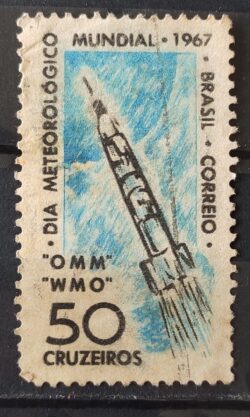 DIA METEOROLÓGICO MUNDIAL • 1967 • BRASIL • CORREIO •
"OMM"
"WMO"
50
CRUZEIROS